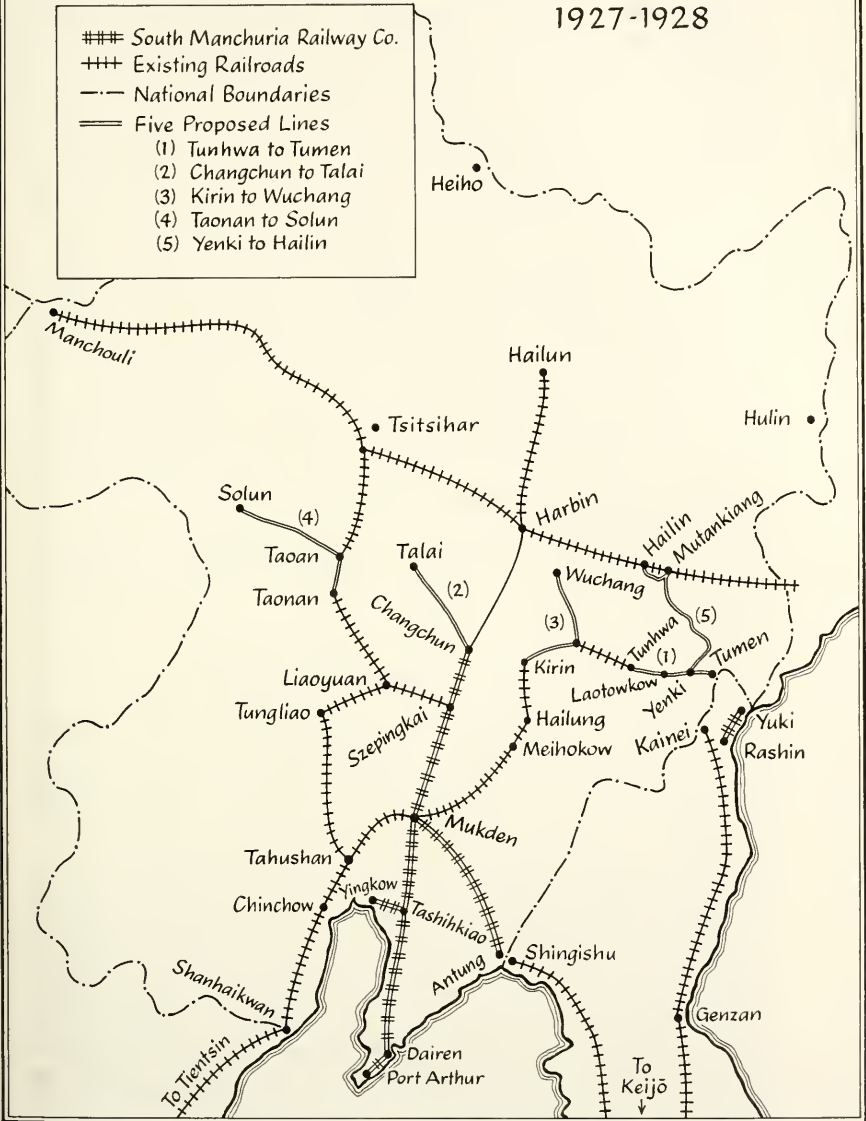 1927-1928
South Manchuria Railway Co.
Existing Railroads
National Boundaries
Five Proposed Lines
(1) Tunhwa to Tumen
(2) Changchun to Talai
(3) Kirin to Wuchang
(4) Taonan to Solun
(5) Yenki to Hailin
Heiho
Manchouli
Hailun
Tsitsihar
Hulin
Solun
(4)
Harbin
Hailin
Mutankiang
Taoan
Talai
(2)
Wuchang
Taonan
Changchun
(3)
Tunhwa
(5)
(1)
Tumen
Kirin
Laotowkow
Yenki
Liaoyuan
Tungliao
Szepingkai
Hailung
Meihokow
Kainei
Yuki
Rashin
Mukden
Tahushan
Yingkow
Chinchow
Tashihkiao
Antung
Shingishu
Shanhaikwan
Genzan
To Tientsin
Dairen
Port Arthur
To
Keijō